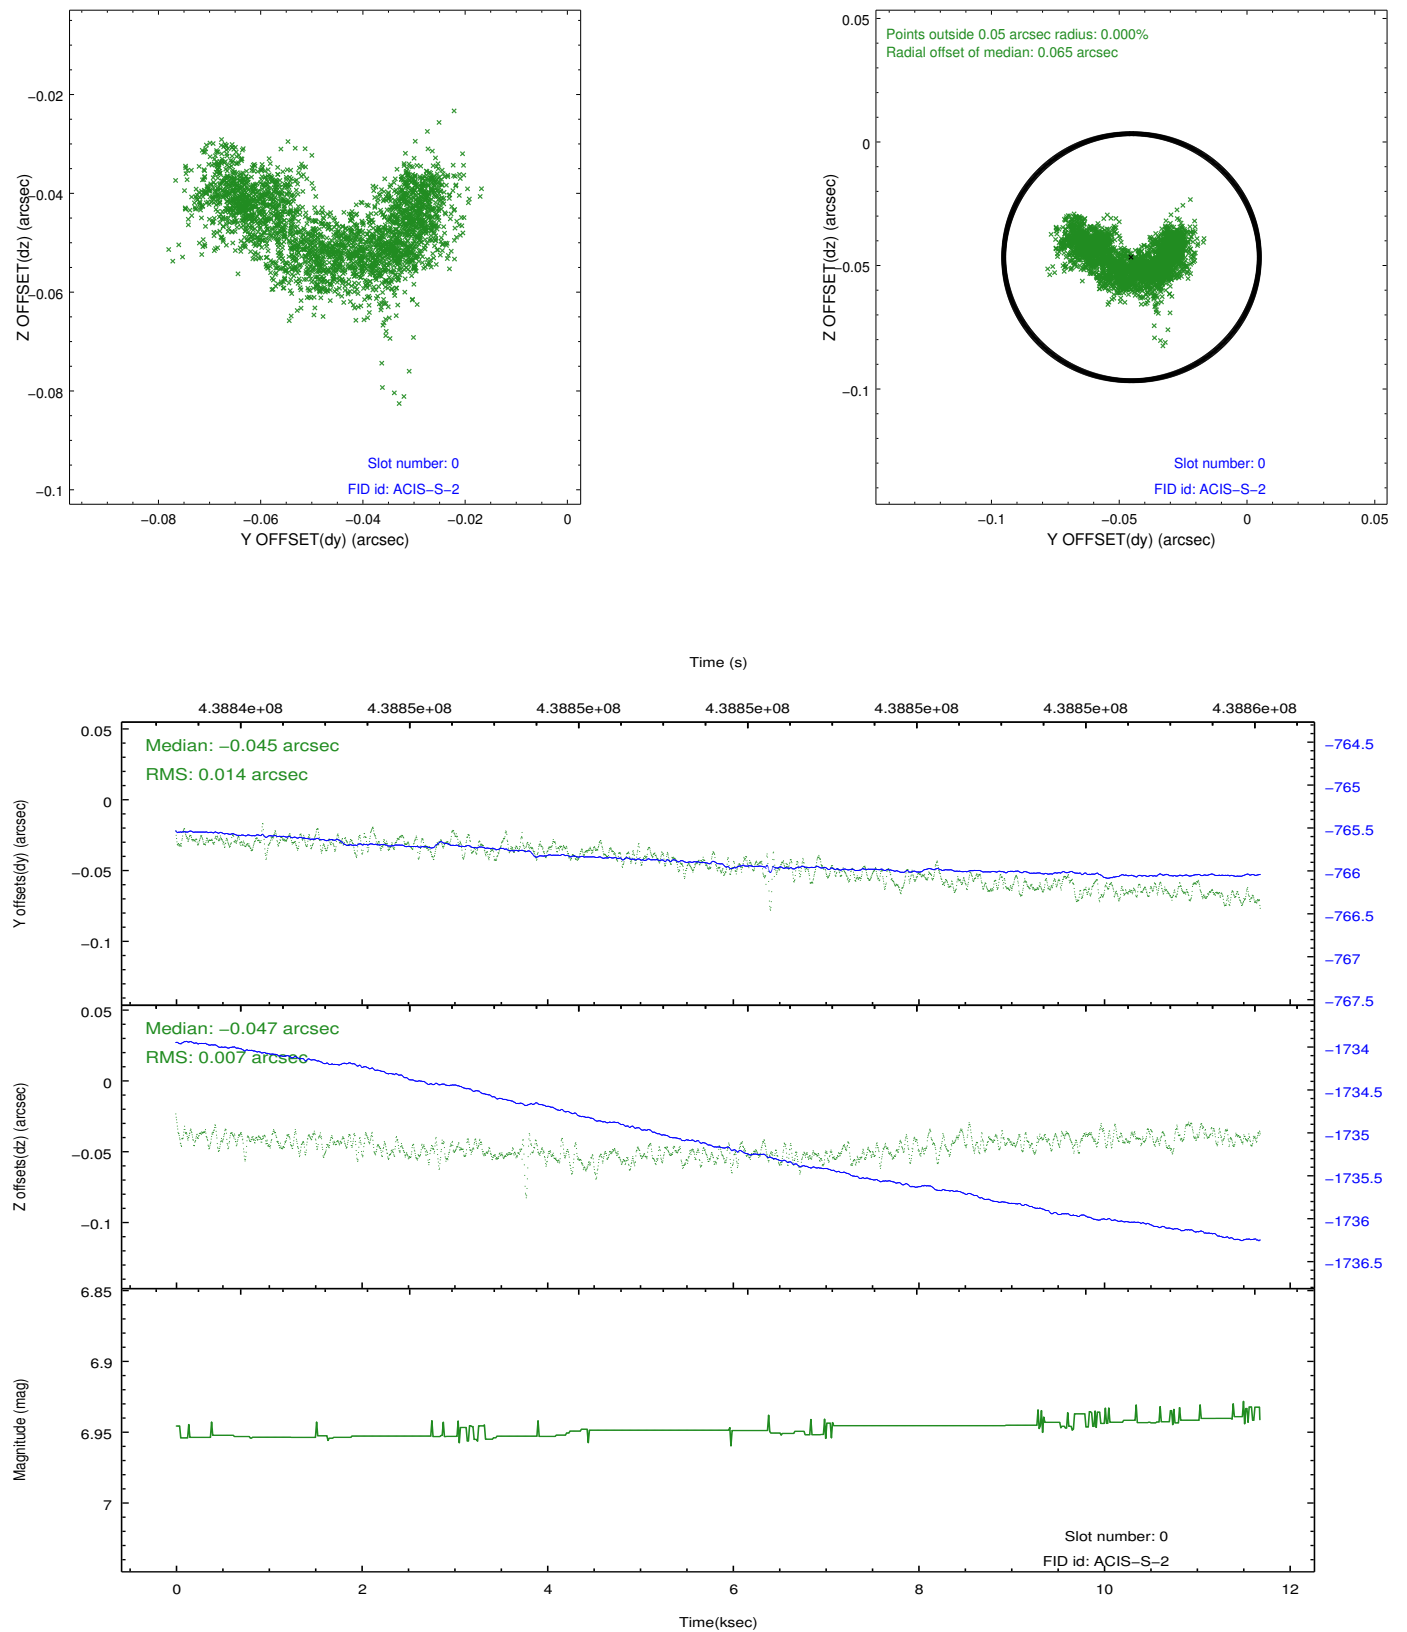 −0.02
−0.04
−0.06
−0.08
−0.1
Z OFFSET(dz) (arcsec)
Slot number: 0
FID id: ACIS−S−2
−0.08
−0.06
−0.04
−0.02
0
Y OFFSET(dy) (arcsec)
0.05
0
−0.05
−0.1
Z OFFSET(dz) (arcsec)
Points outside 0.05 arcsec radius: 0.000%
Radial offset of median: 0.065 arcsec
Slot number: 0
FID id: ACIS−S−2
−0.1
−0.05
0
0.05
Y OFFSET(dy) (arcsec)
Time (s)
4.3884e+08
4.3885e+08
4.3885e+08
4.3885e+08
4.3885e+08
4.3885e+08
4.3886e+08
0.05
0
−0.05
−0.1
Y offsets(dy) (arcsec)
Median: −0.045 arcsec
RMS: 0.014 arcsec
−764.5
−765
−765.5
−766
−766.5
−767
−767.5
0.05
0
−0.05
−0.1
Z offsets(dz) (arcsec)
Median: −0.047 arcsec
RMS: 0.007 arcsec
−1734
−1734.5
−1735
−1735.5
−1736
−1736.5
6.85
6.9
6.95
7
Magnitude (mag)
Slot number: 0
FID id: ACIS−S−2
0
2
4
6
8
10
12
Time(ksec)